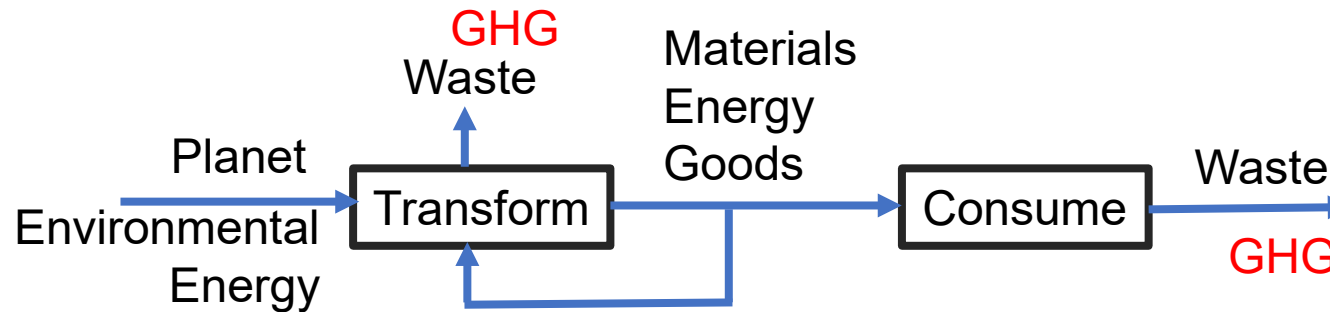 GHG
Waste
Materials
Energy
Goods
Planet
Environmental
Energy
Transform
Consume
Waste
GHG